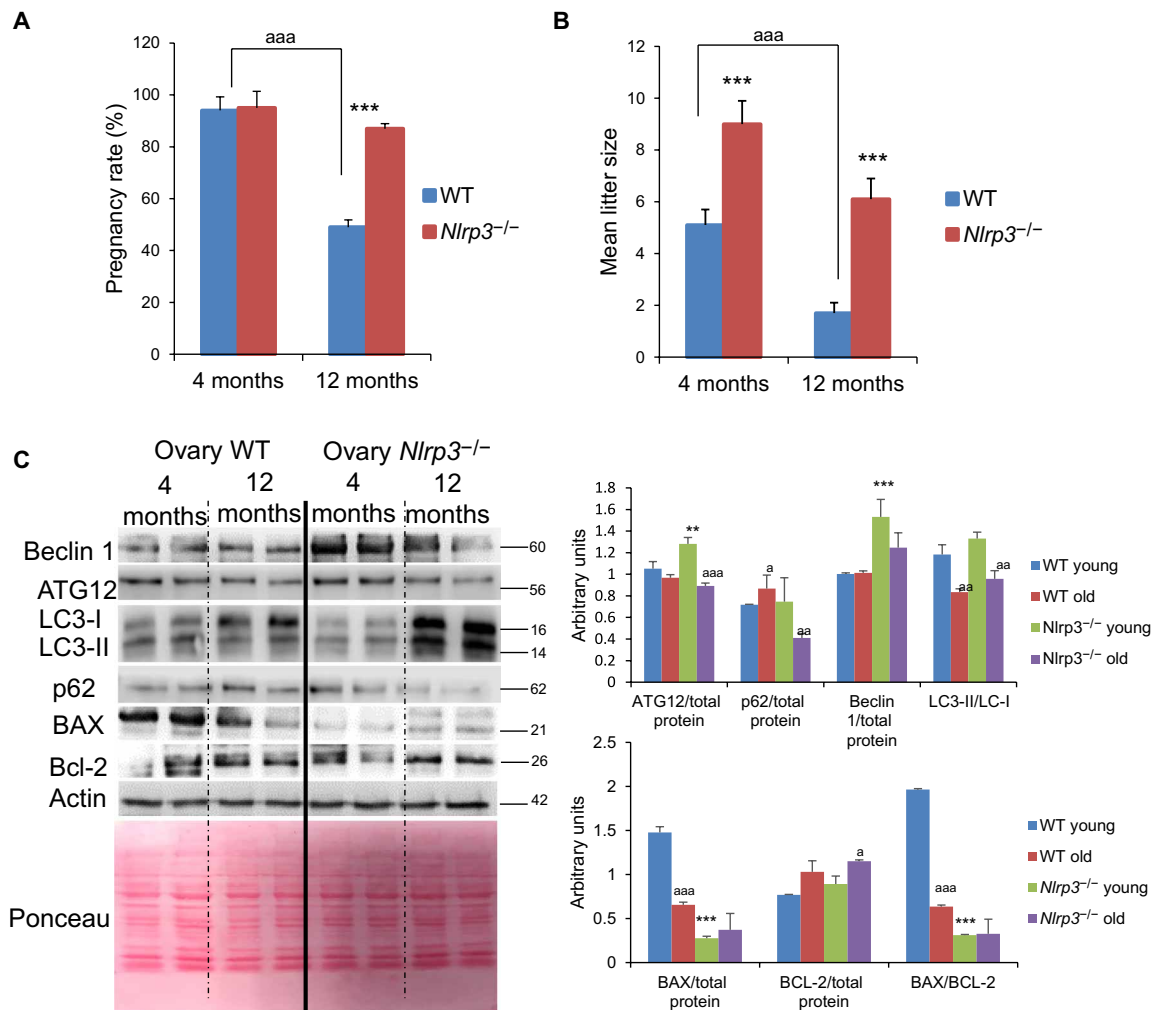 A
120
100
80
60
40
20
0
Pregnancy rate (%)
aaa
***
4 months
12 months
WT
Nlrp3−/−
B
12
10
8
6
4
2
0
Mean litter size
aaa
***
***
4 months
12 months
WT
Nlrp3−/−
C
Ovary WT
Ovary Nlrp3−/−
4 months
12 months
4 months
12 months
Beclin 1
60
ATG12
56
LC3-I
16
LC3-II
14
p62
62
BAX
21
Bcl-2
26
Actin
42
Ponceau
1.8
1.6
1.4
1.2
1
0.8
0.6
0.4
0.2
0
Arbitrary units
**
aaa
a
aa
***
aa
aa
ATG12/total protein
p62/total protein
Beclin 1/total protein
LC3-II/LC-I
WT young
WT old
Nlrp3−/− young
Nlrp3−/− old
2.5
2
1.5
1
0.5
0
Arbitrary units
aaa
***
a
aaa
***
BAX/total protein
BCL-2/total protein
BAX/BCL-2
WT young
WT old
Nlrp3−/− young
Nlrp3−/− old